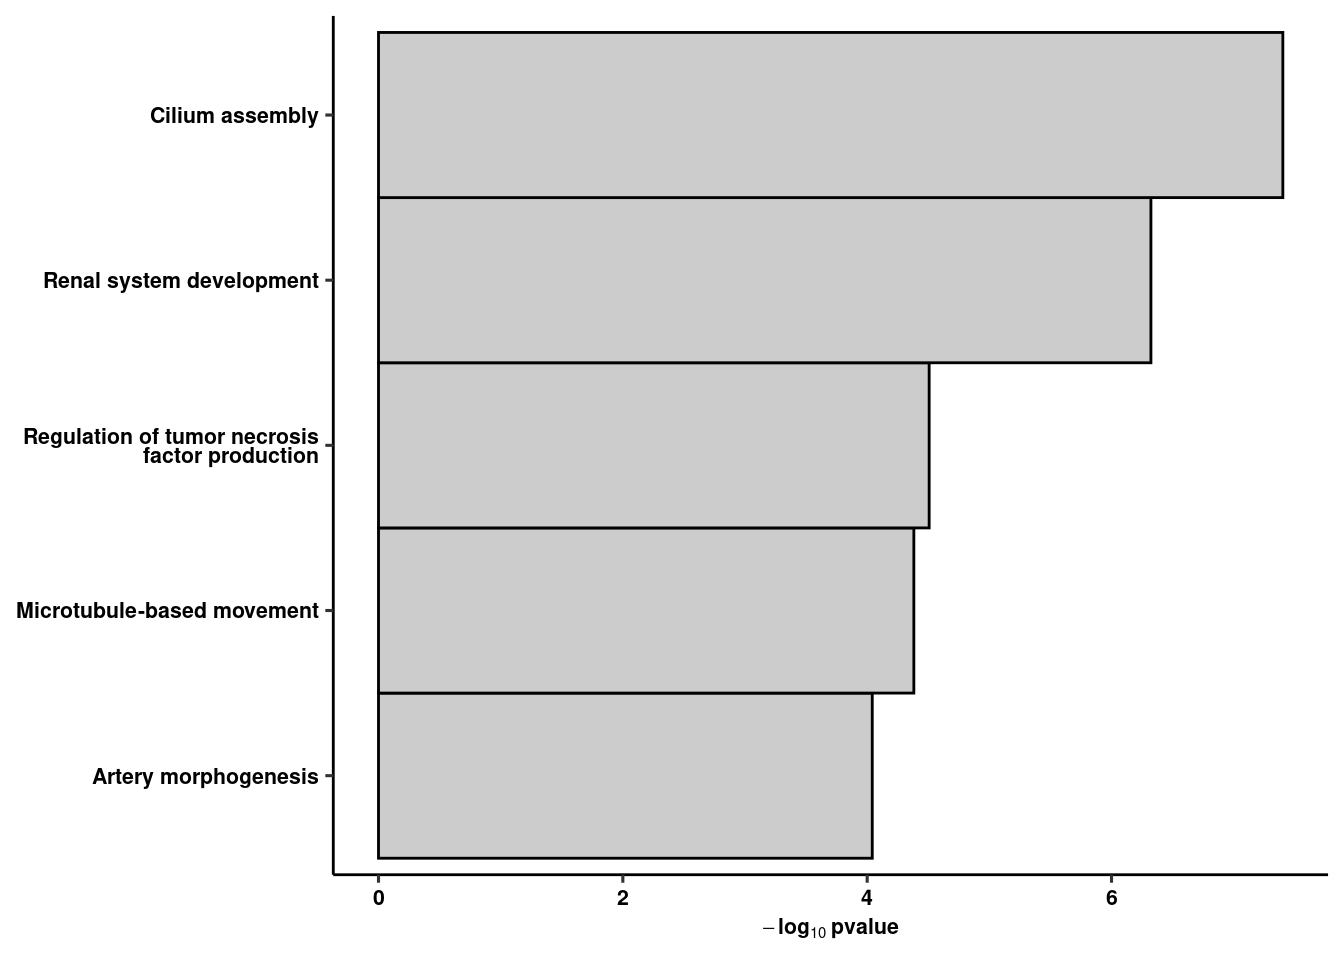 Cilium assembly
Renal system development
Regulation of tumor necrosis
factor production
Microtubule-based movement
Artery morphogenesis
0 2 4 6
−log₁₀ pvalue